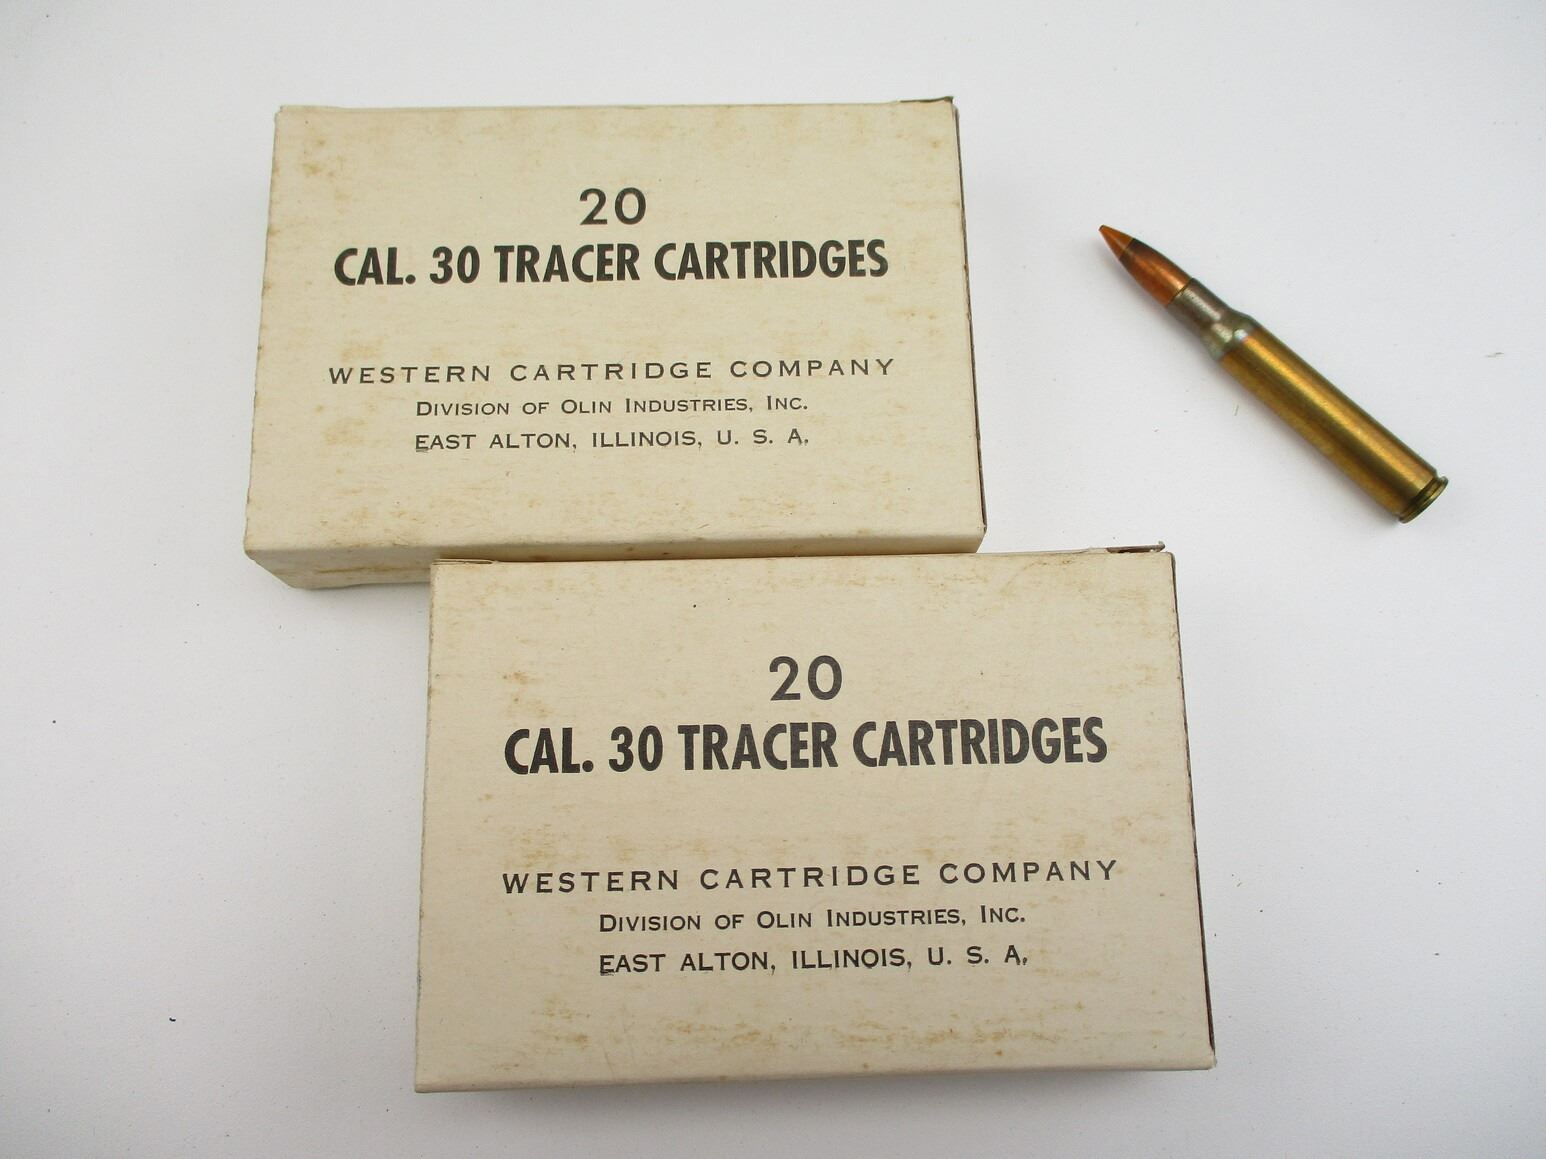 20
CAL. 30 TRACER CARTRIDGES
WESTERN CARTRIDGE COMPANY
DIVISION OF OLIN INDUSTRIES, INC.
EAST ALTON, ILLINOIS, U. S. A.
20
CAL. 30 TRACER CARTRIDGES
WESTERN CARTRIDGE COMPANY
DIVISION OF OLIN INDUSTRIES, INC.
EAST ALTON, ILLINOIS, U. S. A.